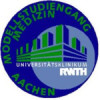 MODELLSTUDIENGANG
MEDIZIN
UNIVERSITÄTSKLINIKUM
RWTH
AACHEN